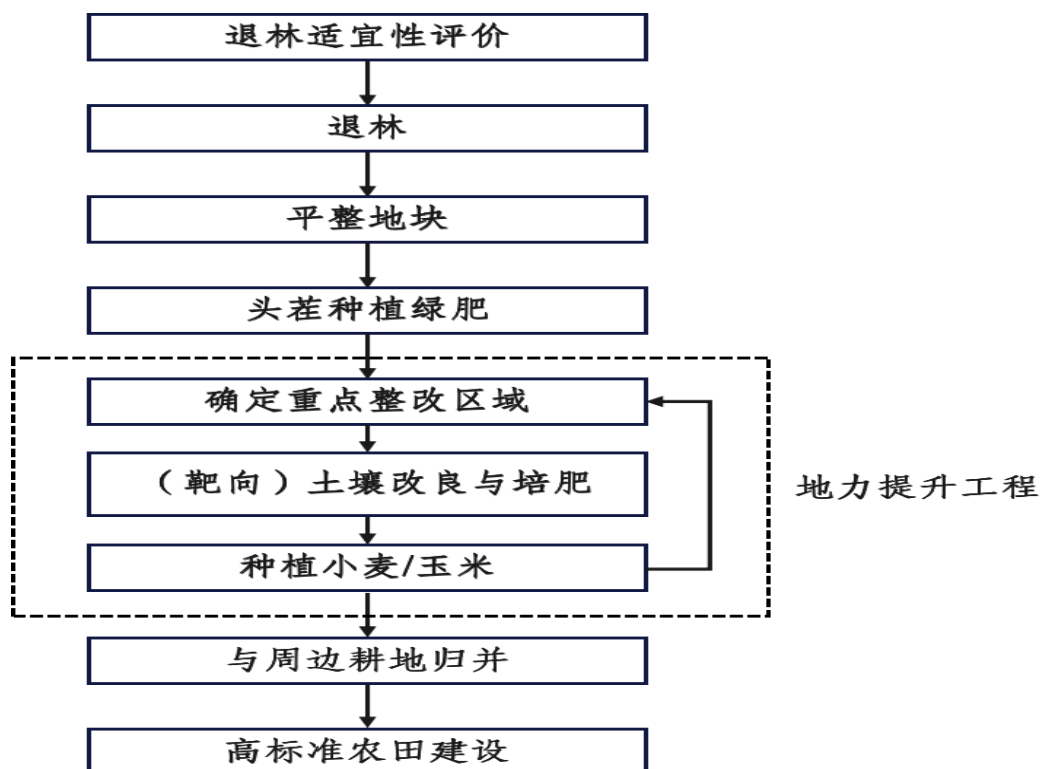 退林适宜性评价
退林
平整地块
头茬种植绿肥
确定重点整改区域
（靶向）土壤改良与培肥
地力提升工程
种植小麦/玉米
与周边耕地归并
高标准农田建设